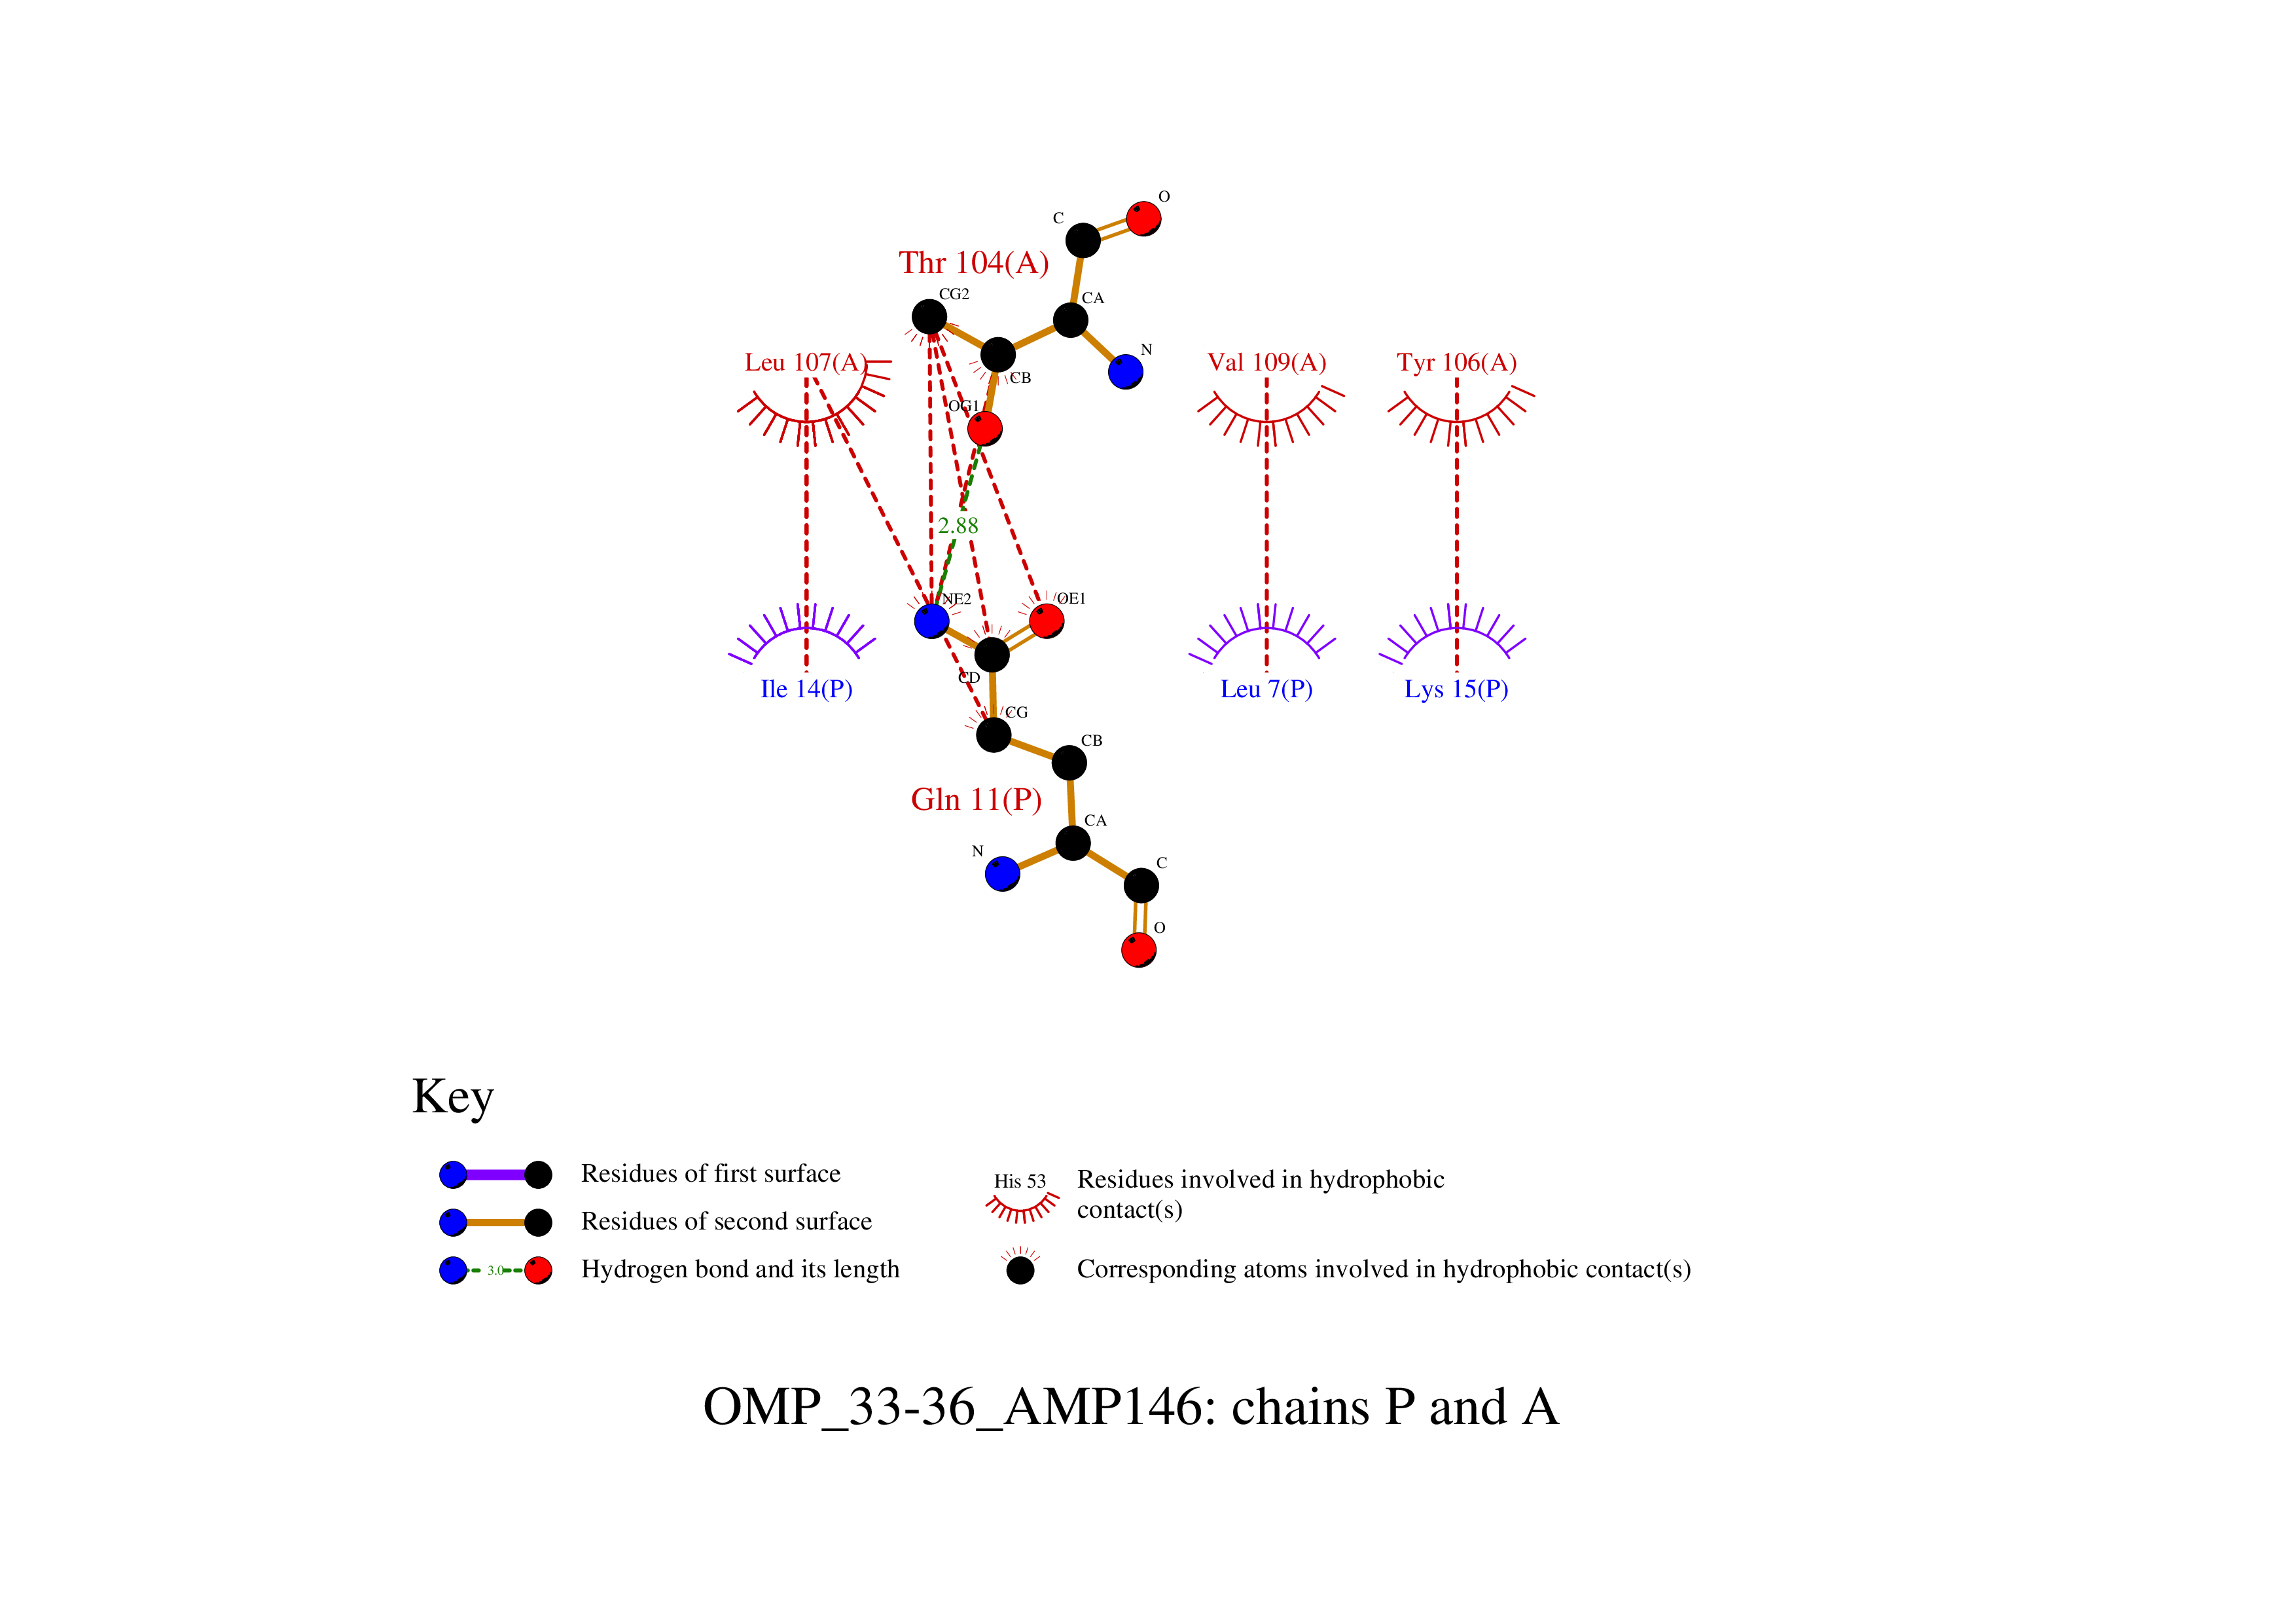 O
C
Thr 104(A)
CG2
CA
N
Leu 107(A)
Val 109(A)
Tyr 106(A)
CB
OG1
2.88
NE2
OE1
CD
Ile 14(P)
Leu 7(P)
Lys 15(P)
CG
CB
Gln 11(P)
CA
N
C
O
Key
Residues of first surface
Residues of second surface
3.0
Hydrogen bond and its length
His 53
Residues involved in hydrophobic
contact(s)
Corresponding atoms involved in hydrophobic contact(s)
OMP_33-36_AMP146: chains P and A